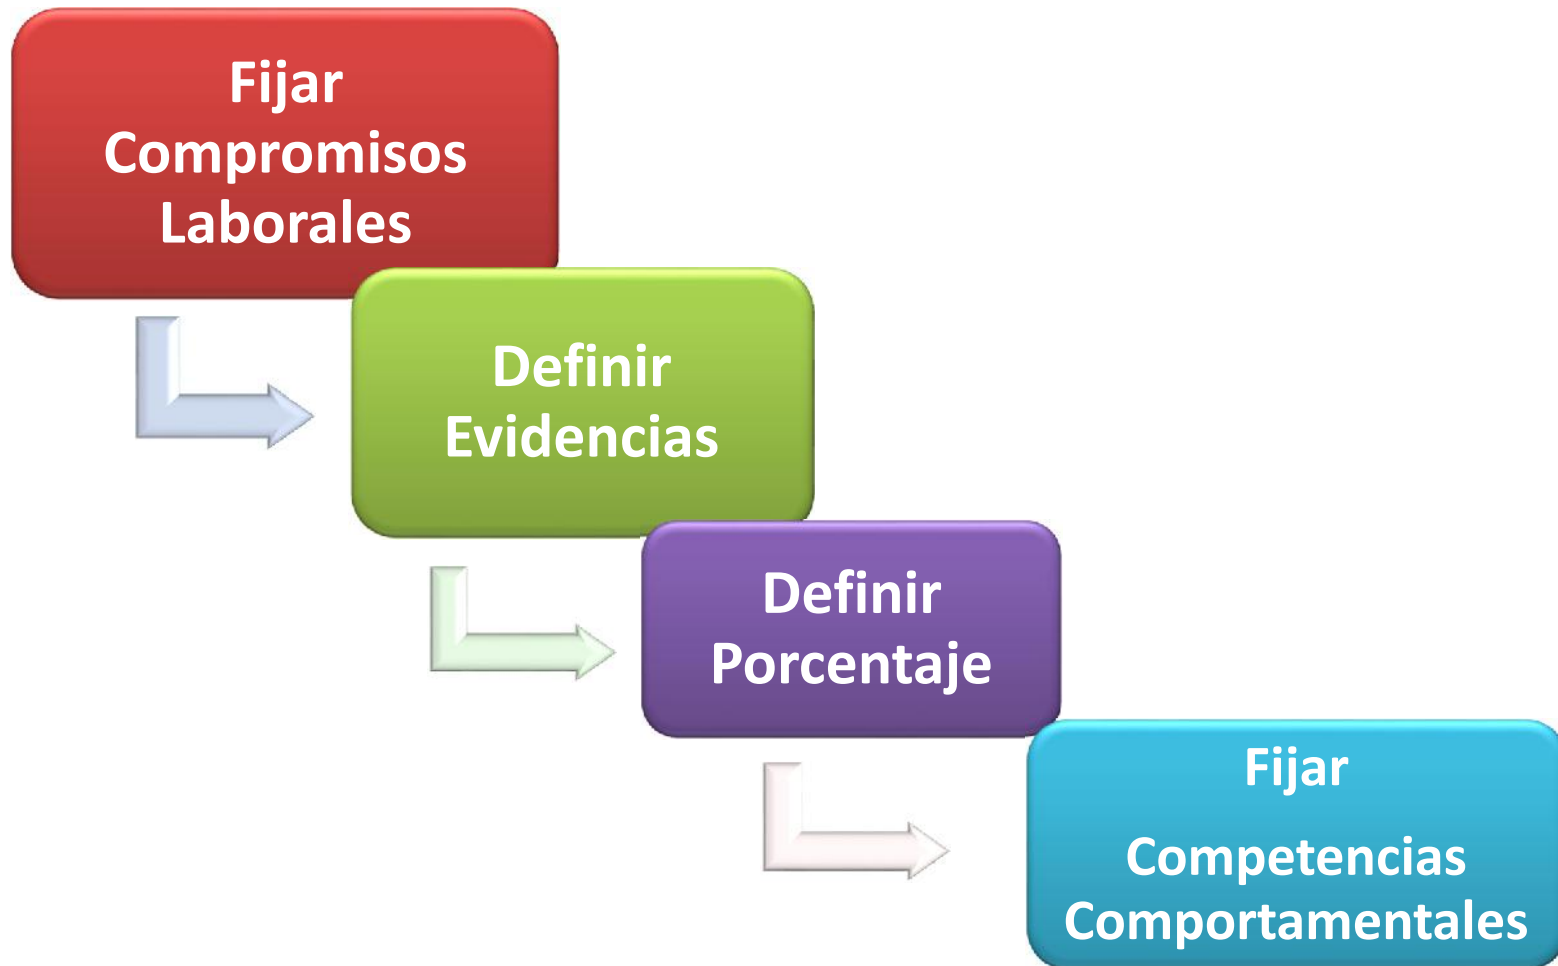 Fijar
Compromisos
Laborales
Definir
Evidencias
Definir
Porcentaje
Fijar
Competencias
Comportamentales